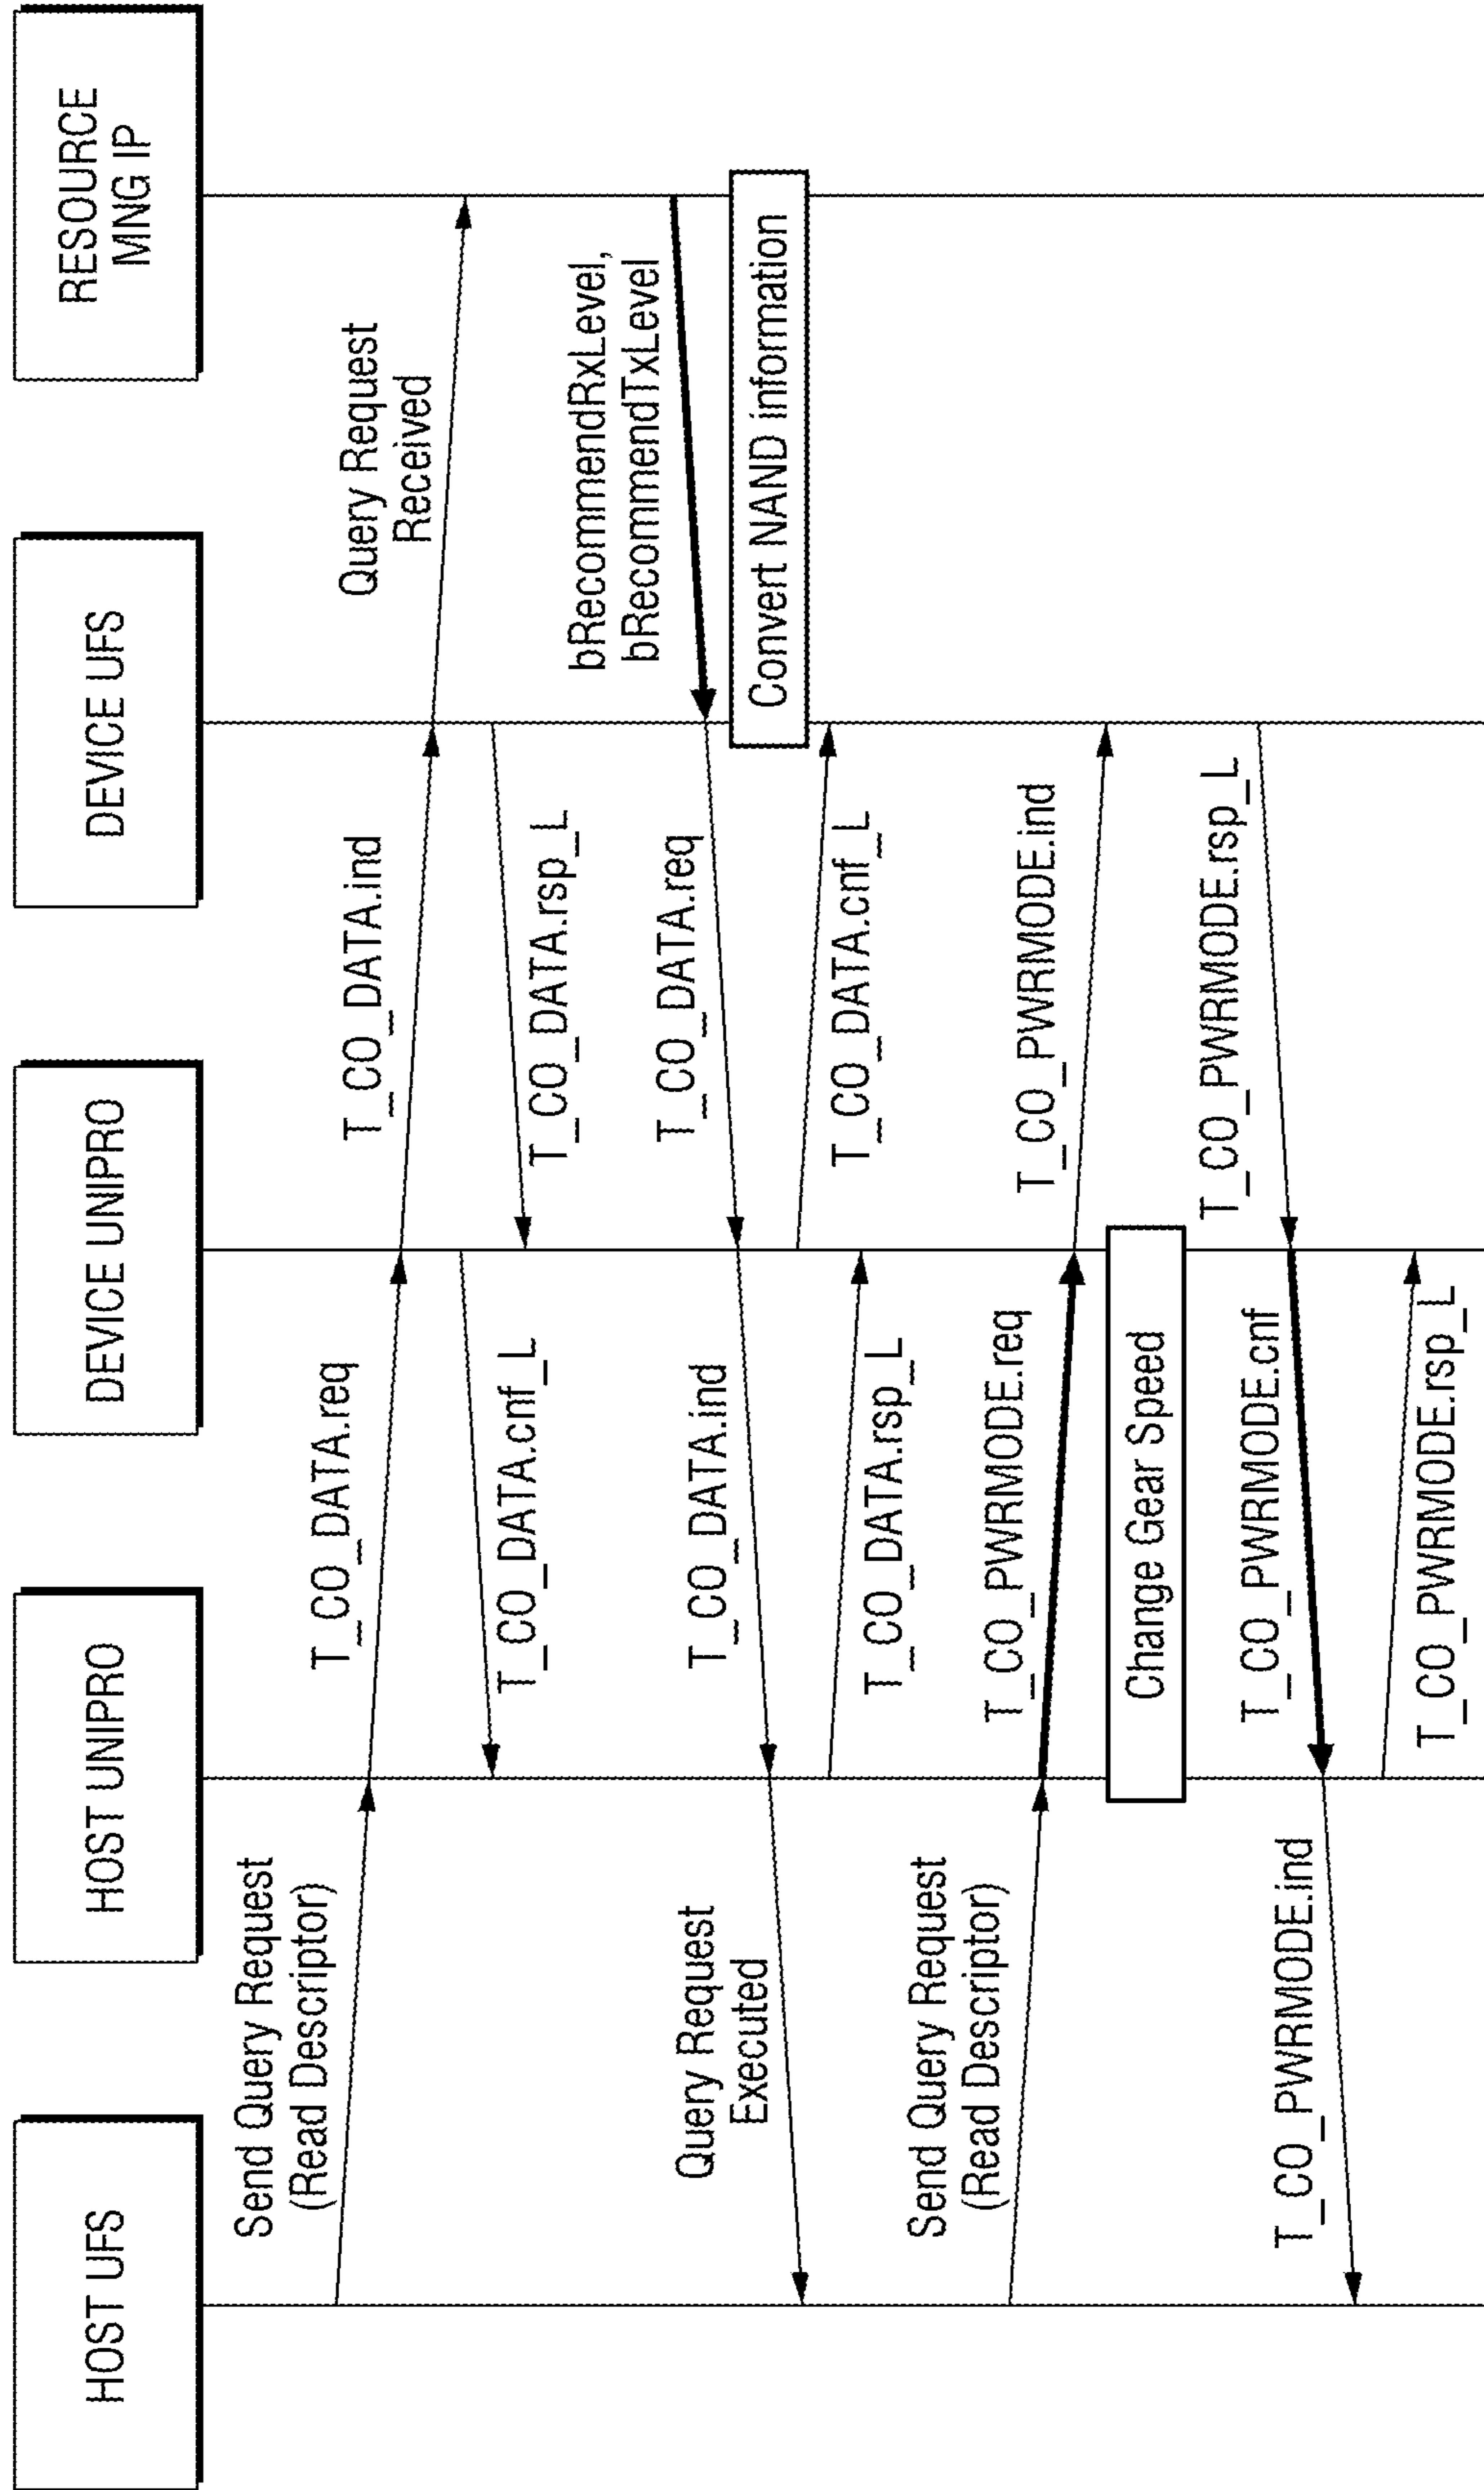 HOST UFS
HOST UNIPRO
DEVICE UNIPRO
DEVICE UFS
RESOURCE
MNG IP
Send Query Request
(Read Descriptor)
T_CO_DATA.req
T_CO_DATA.ind
Query Request
Received
T_CO_DATA.cnf_L
T_CO_DATA.rsp_L
bRecommendRxLevel,
bRecommendTxLevel
Convert NAND information
T_CO_DATA.req
T_CO_DATA.ind
Query Request
Executed
T_CO_DATA.cnf_L
T_CO_DATA.rsp_L
Send Query Request
(Read Descriptor)
T_CO_PWRMODE.req
T_CO_PWRMODE.ind
Change Gear Speed
T_CO_PWRMODE.rsp_L
T_CO_PWRMODE.cnf
T_CO_PWRMODE.ind
T_CO_PWRMODE.rsp_L